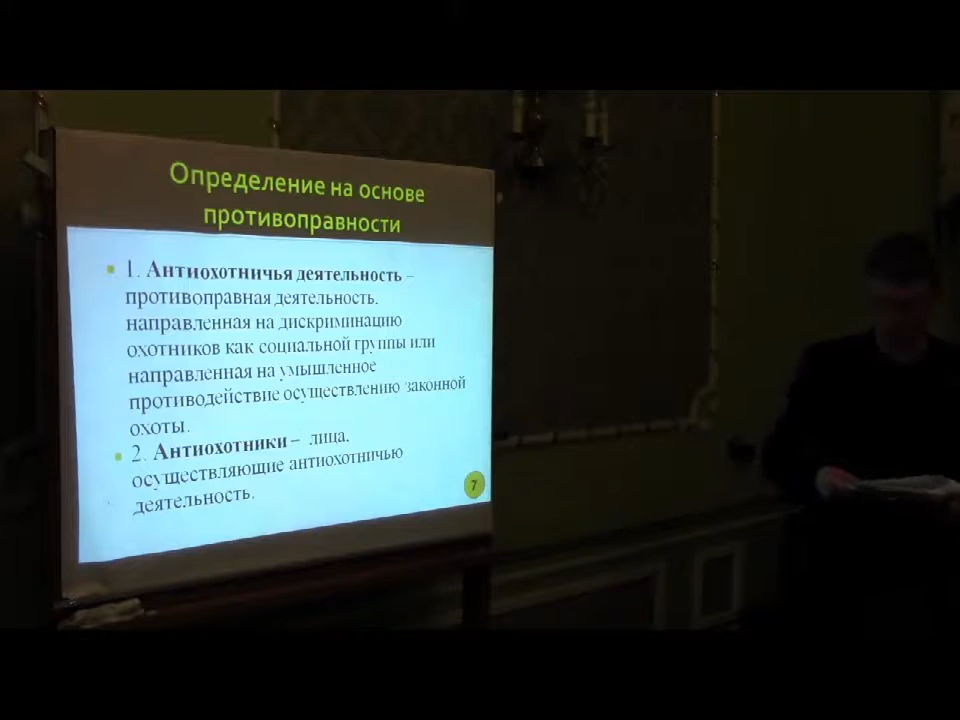 Определение на основе
противоправности
1. Антиохотничья деятельность –
противоправная деятельность,
направленная на дискриминацию
охотников как социальной группы или
направленная на умышленное
противодействие осуществлению законной
охоты.
2. Антиохотники – лица,
осуществляющие антиохотничью
деятельность.
7